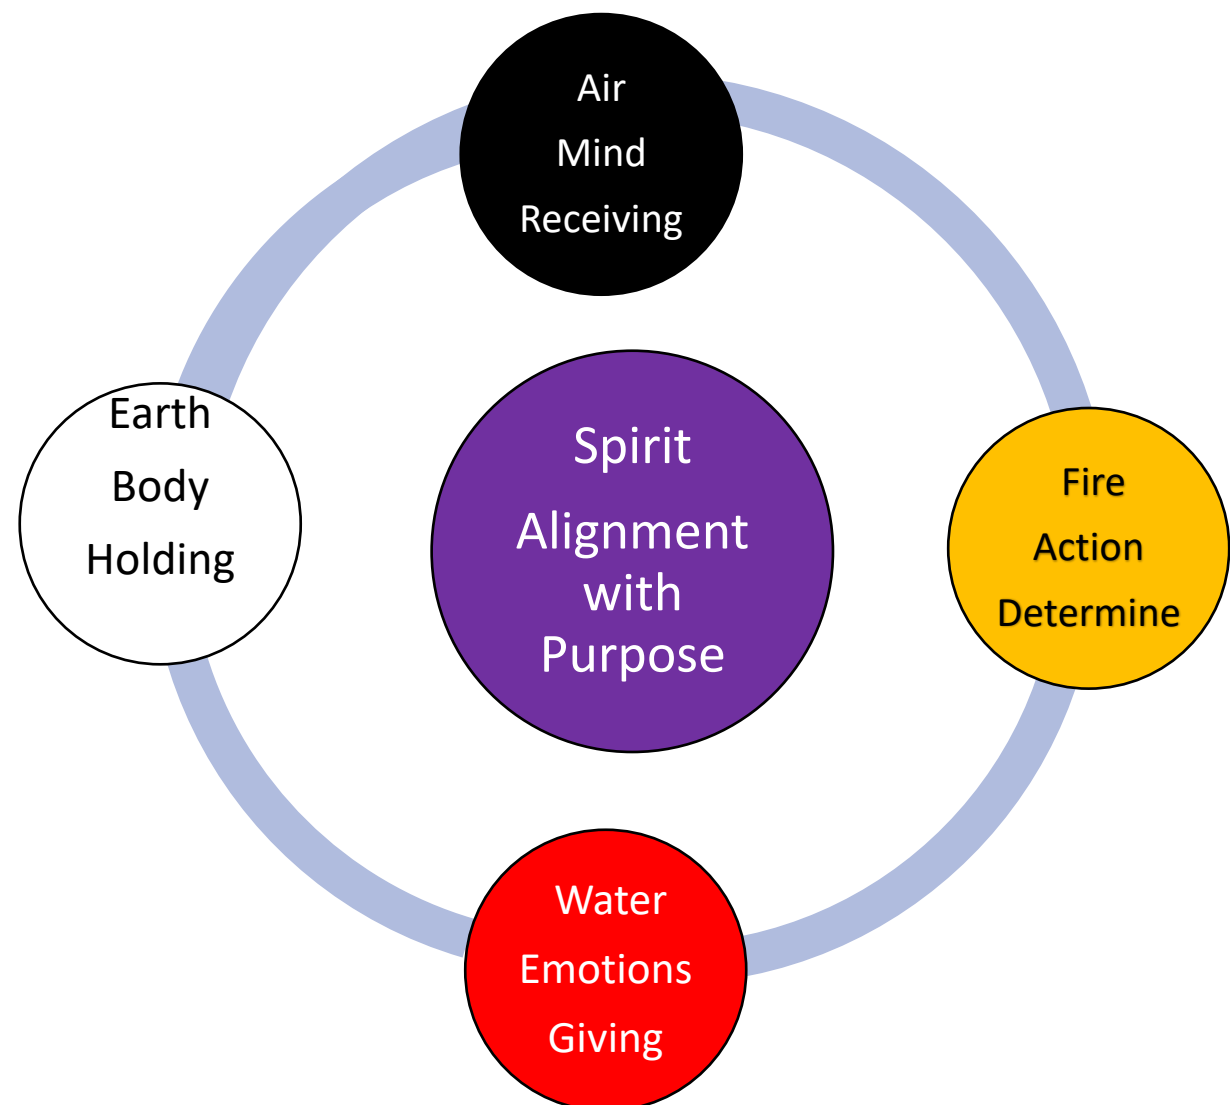 Air
Mind
Receiving
Earth
Body
Holding
Spirit
Alignment
with
Purpose
Fire
Action
Determine
Water
Emotions
Giving